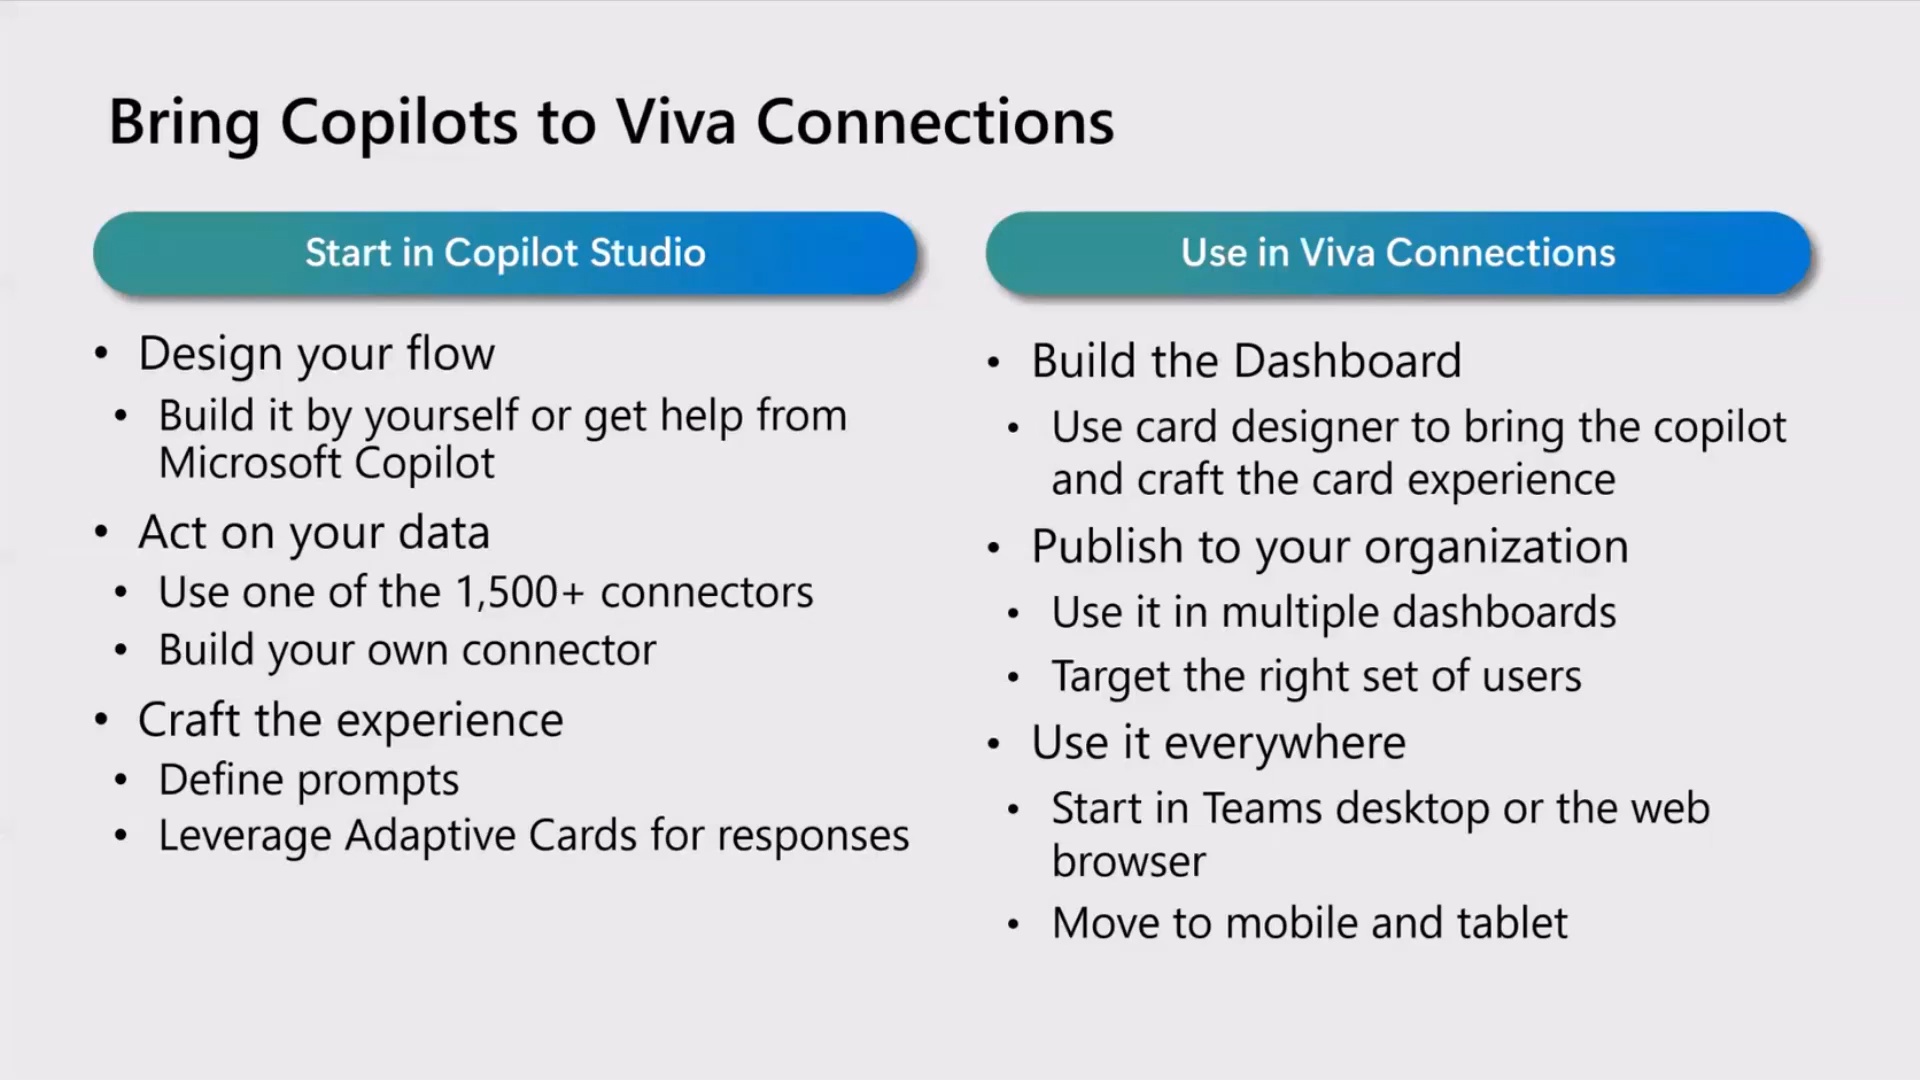 Bring Copilots to Viva Connections
Start in Copilot Studio
• Design your flow
• Build it by yourself or get help from
Microsoft Copilot
• Act on your data
• Use one of the 1,500+ connectors
• Build your own connector
• Craft the experience
• Define prompts
• Leverage Adaptive Cards for responses
Use in Viva Connections
• Build the Dashboard
• Use card designer to bring the copilot
and craft the card experience
• Publish to your organization
• Use it in multiple dashboards
• Target the right set of users
• Use it everywhere
• Start in Teams desktop or the web
browser
• Move to mobile and tablet